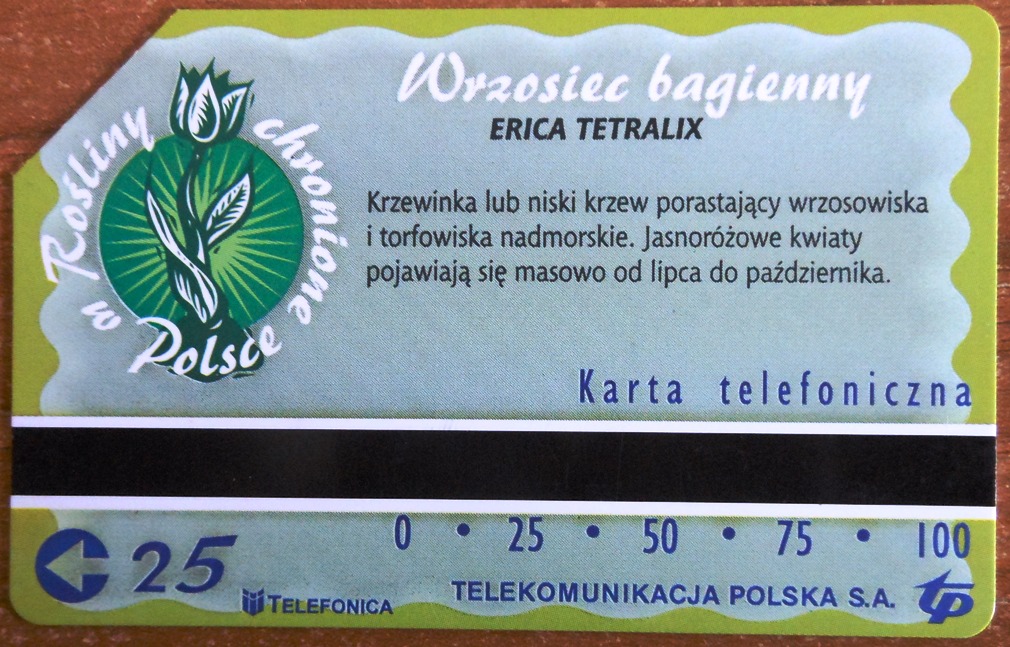 Rośliny chronione w Polsce
Wrzosiec bagienny
ERICA TETRALIX
Krzewinka lub niski krzew porastający wrzosowiska
i torfowiska nadmorskie. Jasnoróżowe kwiaty
pojawiają się masowo od lipca do października.
Karta telefoniczna
0 • 25 • 50 • 75 • 100
25
TELEFONICA
TELEKOMUNIKACJA POLSKA S.A. tp